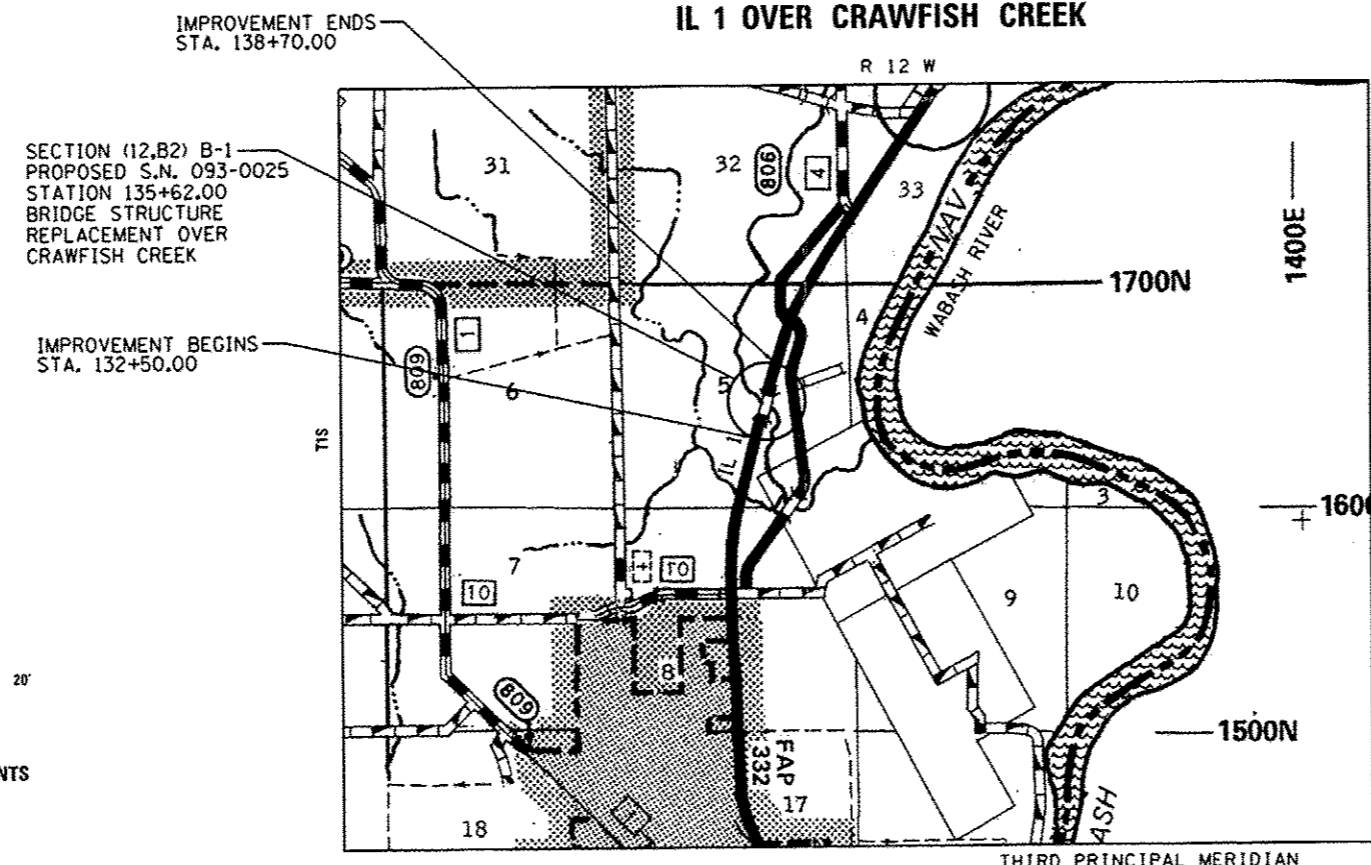 IL 1 OVER CRAWFISH CREEK
IMPROVEMENT ENDS
STA. 138+70.00
R 12 W
SECTION (12,B2) B-1
PROPOSED S.N. 093-0025
STATION 135+62.00
BRIDGE STRUCTURE
REPLACEMENT OVER
CRAWFISH CREEK
IMPROVEMENT BEGINS
STA. 132+50.00
31
32
806
4
33
NAV
WABASH RIVER
1400E
1700N
1
809
6
5
4
T1S
IL 1
3
1600
7
10
10
9
10
8
809
20'
FAP
332
1500N
NTS
1
17
18
ASH
THIRD PRINCIPAL MERIDIAN